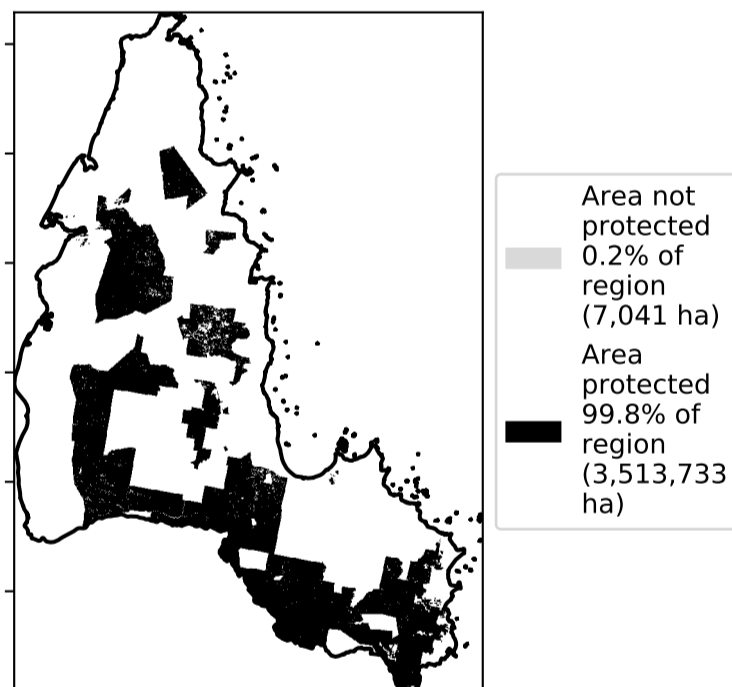 Area not
protected
0.2% of
region
(7,041 ha)
Area
protected
99.8% of
region
(3,513,733
ha)